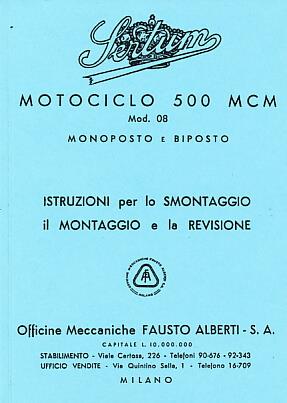 Sertum
MOTOCICLO 500 MCM
Mod. 08
MONOPOSTO E BIPOSTO
ISTRUZIONI per lo SMONTAGGIO
il MONTAGGIO e la REVISIONE
Officine Meccaniche FAUSTO ALBERTI - S. A.
CAPITALE L. 10.000.000
STABILIMENTO - Viale Certosa, 226 - Telefoni 90-676 - 92-343
UFFICIO VENDITE - Via Quintino Sella, 1 - Telefono 16-709
MILANO